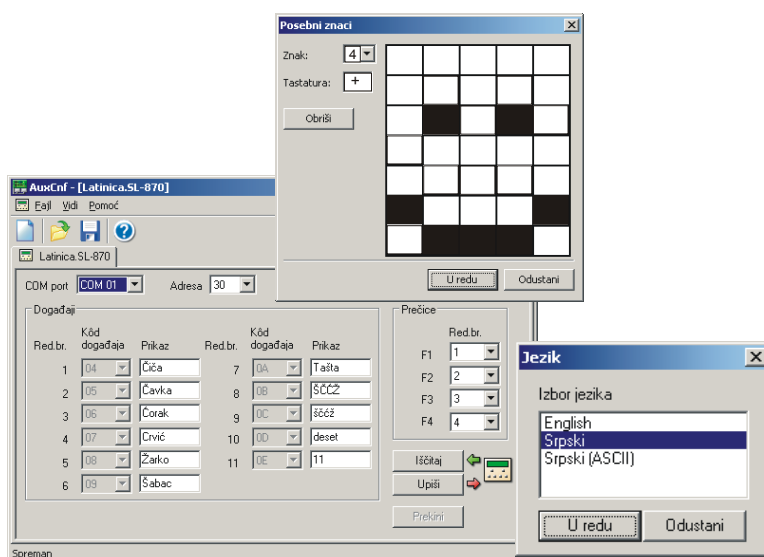 Posebni znaci
Znak: 4
Tastatura: +
Obriši
U redu Odustani
AuxCnf - [Latinica.SL-870]
Fajl Vidi Pomoć
Latinica.SL-870
COM port COM 01 Adresa 30
Događaji
Red.br. Kôd događaja Prikaz Red.br. Kôd događaja Prikaz
1 04 Čiča 7 0A Tašta
2 05 Čavka 8 0B ŠČĆŽ
3 06 Ćorak 9 0C ščćž
4 07 Crvić 10 0D deset
5 08 Žarko 11 0E 11
6 09 Šabac
Prečice
Red.br.
F1 1
F2 2
F3 3
F4 4
Iščitaj
Upiši
Prekini
Spreman
Jezik
Izbor jezika
English
Srpski
Srpski (ASCII)
U redu Odustani